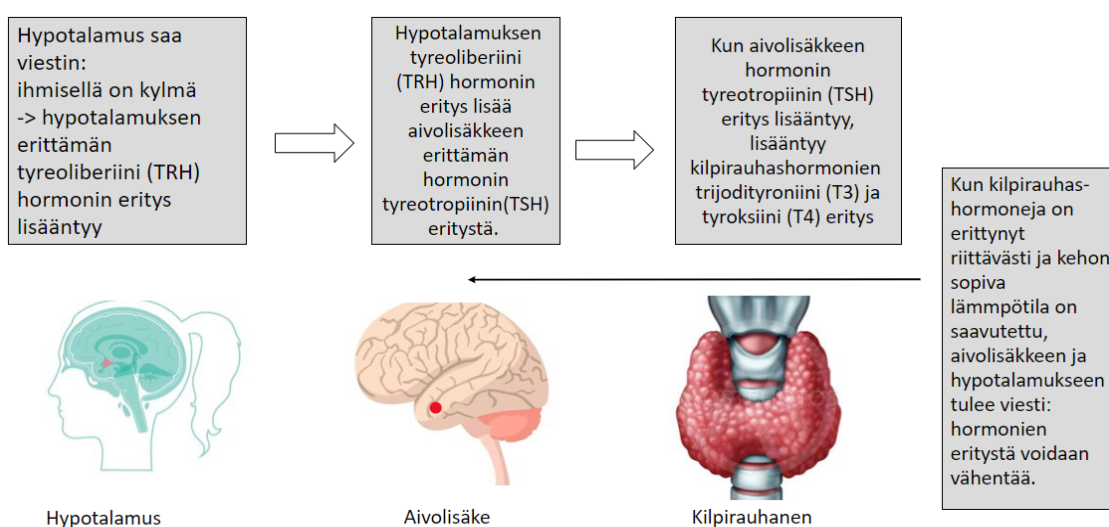 Hypotalamus saa
viestin:
ihmisellä on kylmä
-> hypotalamuksen
erittämän
tyreoliberiini (TRH)
hormonin eritys
lisääntyy
Hypotalamuksen
tyreoliberiini
(TRH) hormonin
eritys lisää
aivolisäkkeen
erittämän
hormonin
tyreotropiinin(TSH)
eritystä.
Kun aivolisäkkeen
hormonin
tyreotropiinin (TSH)
eritys lisääntyy,
lisääntyy
kilpirauhashormonien
trijodityroniini (T3) ja
tyroksiini (T4) eritys
Kun kilpirauhas-
hormoneja on
erittynyt
riittävästi ja kehon
sopiva
lämmpötila on
saavutettu,
aivolisäkkeen ja
hypotalamukseen
tulee viesti:
hormonien
eritystä voidaan
vähentää.
Hypotalamus
Aivolisäke
Kilpirauhanen